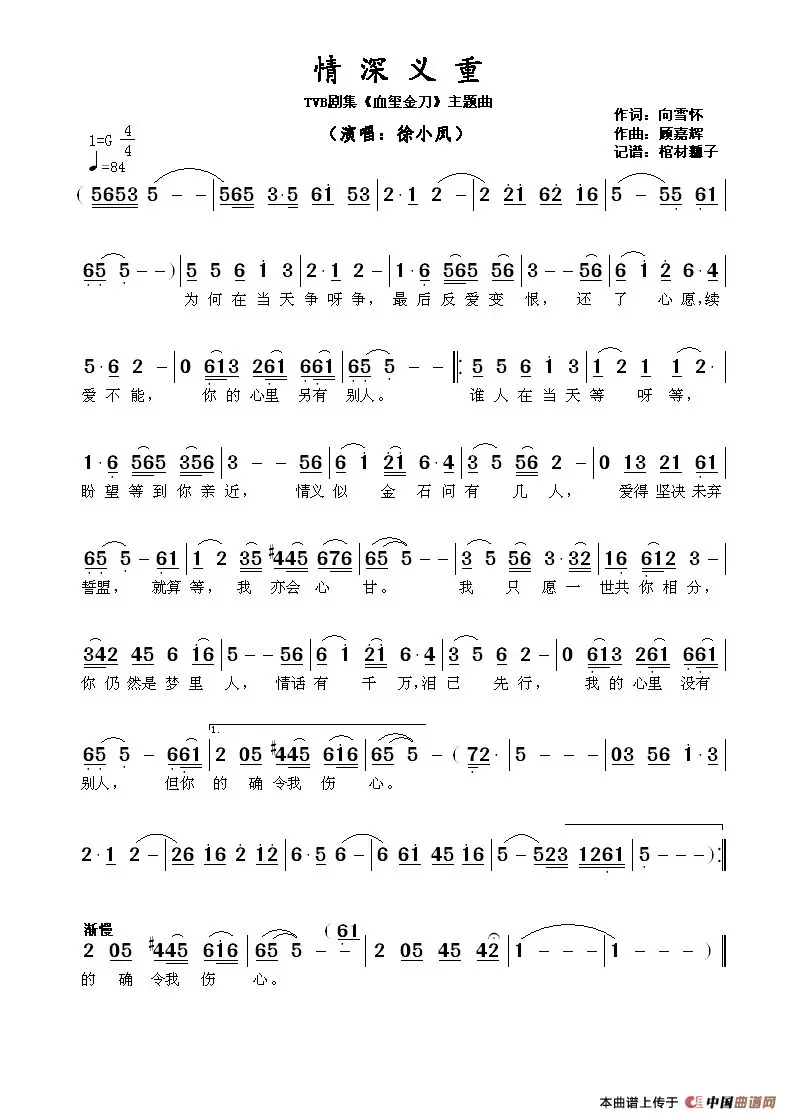 情深义重
TVB剧集《血玺金刀》主题曲
(演唱：徐小凤)
作词：向雪怀
作曲：顾嘉辉
记谱：棺材瓤子
1=G 4/4
♩=84
( 5653 5 - - | 565 3·5 61 53 | 2·1 2 - | 2 21 62 16 | 5 - 55 61 |
65 5 - - ) | 5 5 6 1 3 | 2·1 2 - | 1·6 565 56 | 3 - - 56 | 6 1 2 6·4 |
为何在当天争呀争，最后反爱变恨，还了心愿，续
5·6 2 - | 0 613 261 661 | 65 5 - ‖: 5 5 6 1 3 | 1 2 1 1 2· |
爱不能，你的心里另有别人。谁人在当天等呀等，
1·6 565 356 | 3 - - 56 | 6 1 21 6·4 | 3 5 56 2 - | 0 13 21 61 |
盼望等到你亲近，情义似金石问有几人，爱得坚决未弃
65 5 - 61 | 1 2 35 #445 676 | 65 5 - - | 3 5 56 3·32 | 16 612 3 - |
誓盟，就算等，我亦会心甘。我只愿一世共你相分，
342 45 6 16 | 5 - - 56 | 6 1 21 6·4 | 3 5 6 2 - | 0 613 261 661 |
你仍然是梦里人，情话有千万，泪已先行，我的心里没有
1.
65 5 - 661 | 2 05 #445 616 | 65 5 - ( 72· | 5 - - - | 03 56 1·3 |
别人，但你的确令我伤心。
2·1 2 - | 26 16 2 12 | 6·5 6 - | 6 61 45 16 | 5 - 523 1261 | 5 - - - ) :‖
渐慢
( 61
2 05 #445 616 | 65 5 - - | 2 05 45 42 | 1 - - - | 1 - - - ) ‖
的确令我伤心。
本曲谱上传于 中国曲谱网